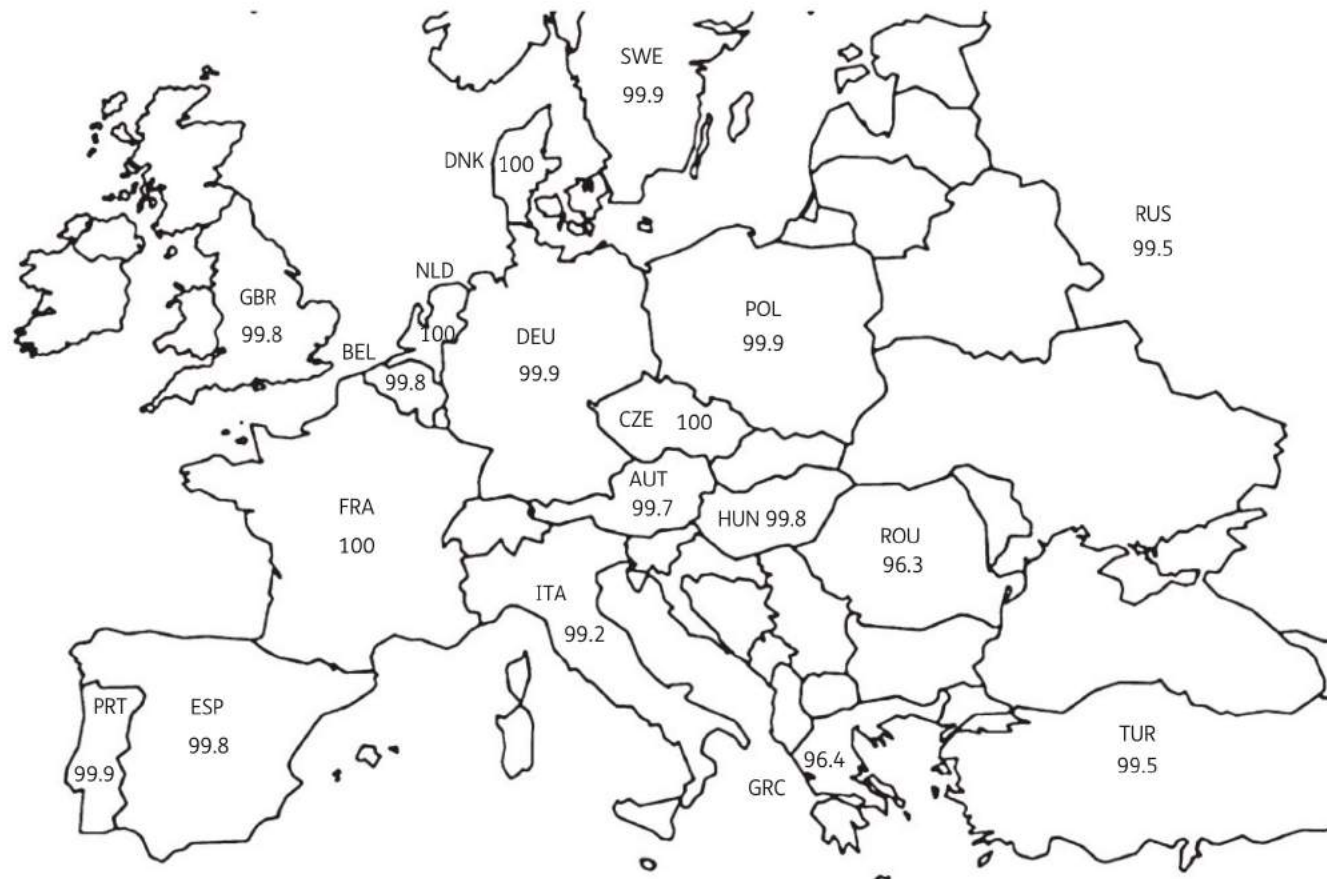 SWE
99.9
DNK 100
RUS
99.5
NLD
100
GBR
99.8
POL
99.9
DEU
99.9
BEL
99.8
CZE 100
AUT
99.7
FRA
100
HUN 99.8
ROU
96.3
ITA
99.2
PRT
99.9
ESP
99.8
TUR
99.5
96.4
GRC